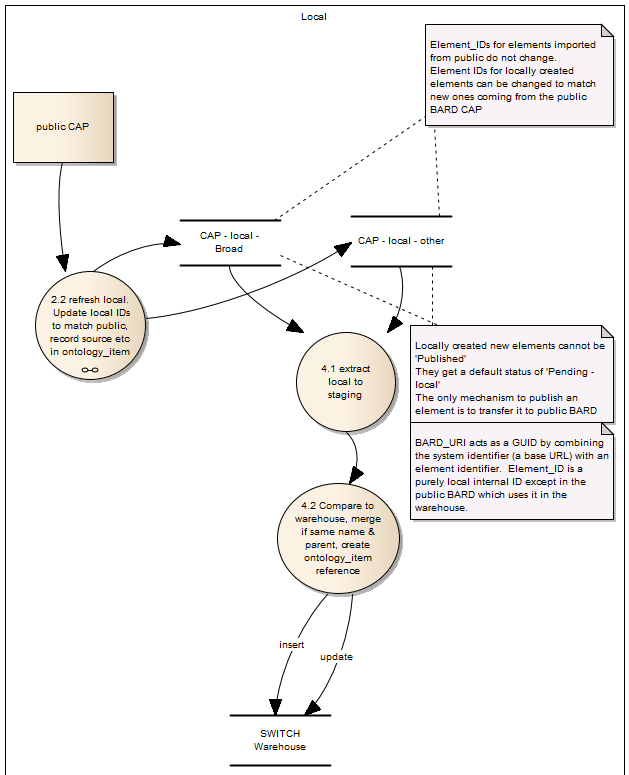 Local
Element_IDs for elements imported
from public do not change.
Element IDs for locally created
elements can be changed to match
new ones coming from the public
BARD CAP
public CAP
CAP - local -
Broad
CAP - local - other
2.2 refresh local.
Update local IDs
to match public,
record source etc
in ontology_item
4.1 extract
local to
staging
Locally created new elements cannot be
'Published'
They get a default status of 'Pending -
local'
The only mechanism to publish an
element is to transfer it to public BARD
BARD_URI acts as a GUID by combining
the system identifier (a base URL) with an
element identifier.  Element_ID is a
purely local internal ID except in the
public BARD which uses it in the
warehouse.
4.2 Compare to
warehouse, merge
if same name &
parent, create
ontology_item
reference
insert
update
SWITCH
Warehouse